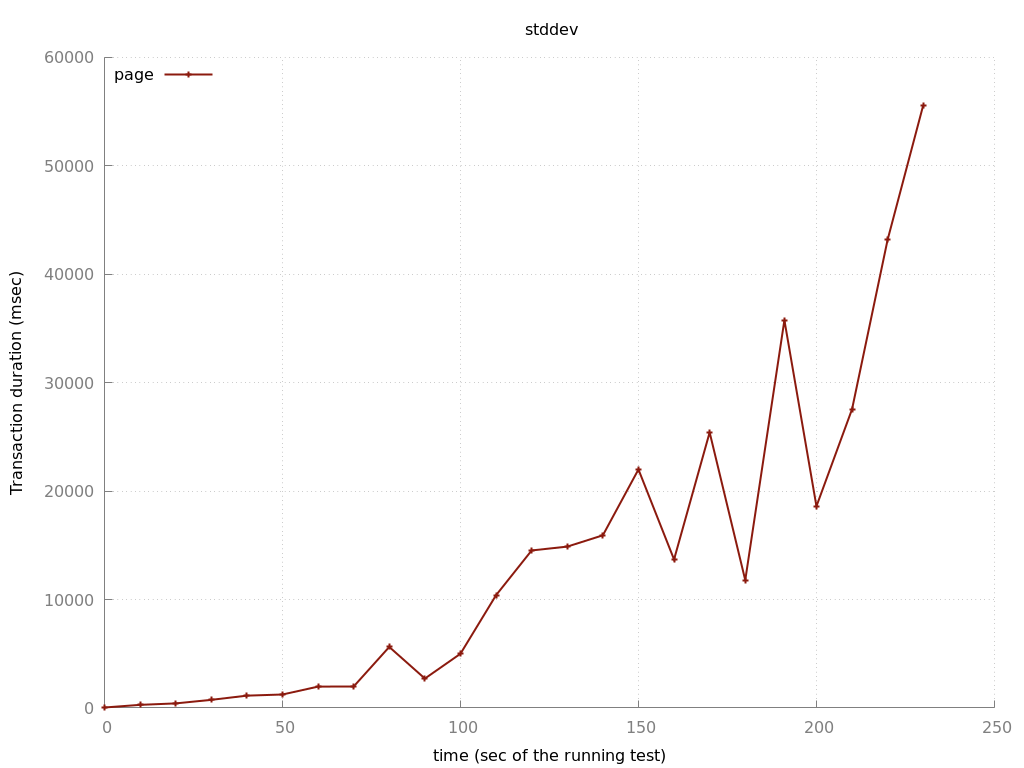 stddev
60000
page
50000
40000
30000
20000
10000
0
0 50 100 150 200 250
Transaction duration (msec)
time (sec of the running test)